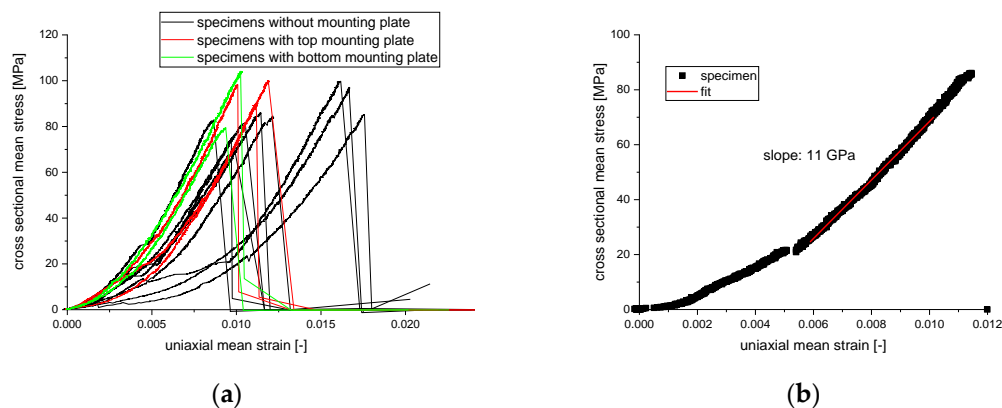 specimens without mounting plate
specimens with top mounting plate
specimens with bottom mounting plate
120
100
80
60
40
20
0
cross sectional mean stress [MPa]
0.000
0.005
0.010
0.015
0.020
uniaxial mean strain [-]
(a)
specimen
fit
slope: 11 GPa
100
80
60
40
20
0
cross sectional mean stress [MPa]
0.000
0.002
0.004
0.006
0.008
0.010
0.012
uniaxial mean strain [-]
(b)